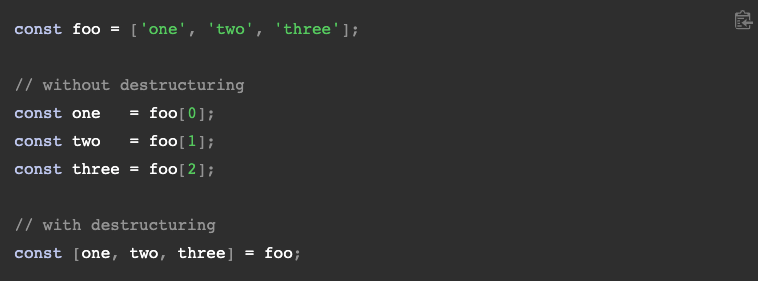 const foo = ['one', 'two', 'three'];
// without destructuring
const one   = foo[0];
const two   = foo[1];
const three = foo[2];
// with destructuring
const [one, two, three] = foo;